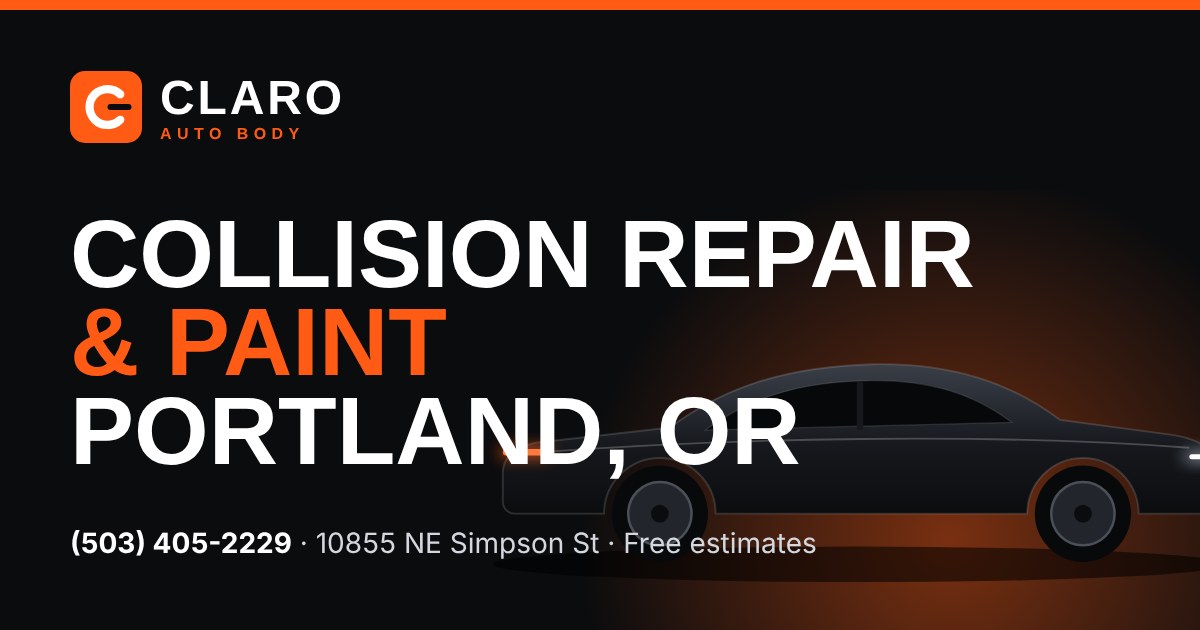 CLARO
AUTO BODY
COLLISION REPAIR
& PAINT
PORTLAND, OR
(503) 405-2229 · 10855 NE Simpson St · Free estimates